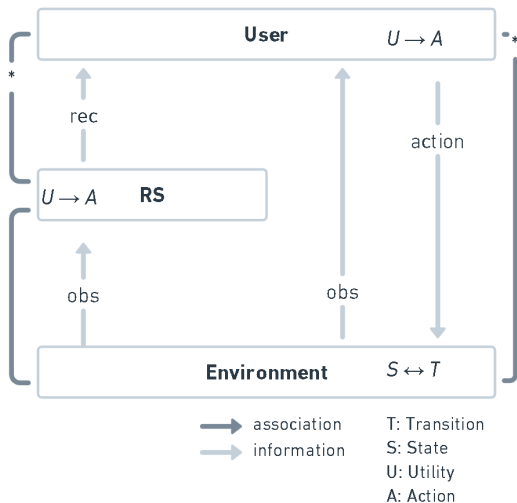 User U → A
*
*
rec
action
U → A RS
obs
obs
Environment S ↔ T
association
information
T: Transition
S: State
U: Utility
A: Action